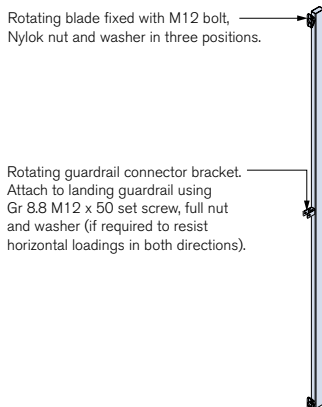 Rotating blade fixed with M12 bolt,
Nylok nut and washer in three positions.
Rotating guardrail connector bracket.
Attach to landing guardrail using
Gr 8.8 M12 x 50 set screw, full nut
and washer (if required to resist
horizontal loadings in both directions).